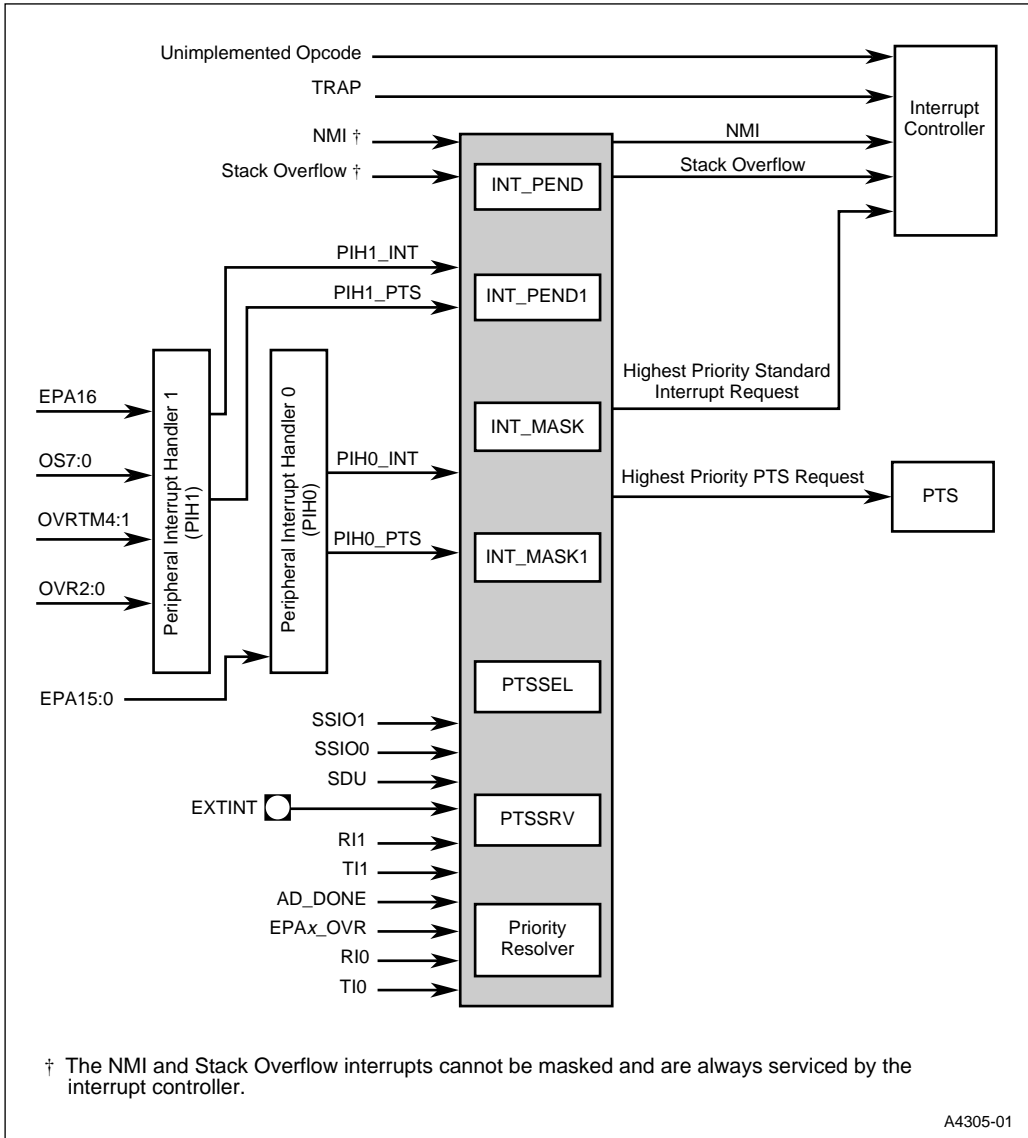 Unimplemented Opcode
TRAP
NMI †
Stack Overflow †
NMI
Stack Overflow
Interrupt
Controller
INT_PEND
PIH1_INT
PIH1_PTS
INT_PEND1
Highest Priority Standard
Interrupt Request
EPA16
OS7:0
OVRTM4:1
OVR2:0
EPA15:0
Peripheral Interrupt Handler 1
(PIH1)
Peripheral Interrupt Handler 0
(PIH0)
PIH0_INT
PIH0_PTS
INT_MASK
INT_MASK1
Highest Priority PTS Request
PTS
PTSSEL
SSIO1
SSIO0
SDU
EXTINT
RI1
TI1
AD_DONE
EPAx_OVR
RI0
TI0
PTSSRV
Priority
Resolver
† The NMI and Stack Overflow interrupts cannot be masked and are always serviced by the
interrupt controller.
A4305-01